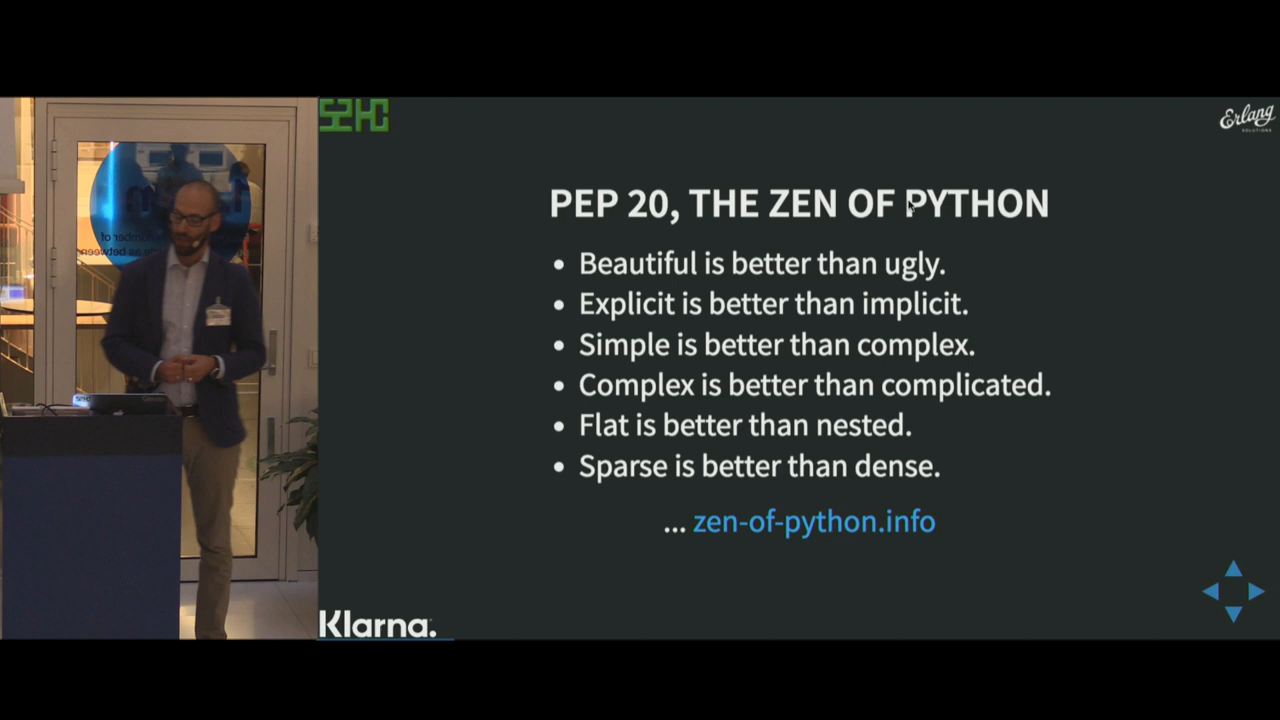 Erlang
SOLUTIONS
PEP 20, THE ZEN OF PYTHON
• Beautiful is better than ugly.
• Explicit is better than implicit.
• Simple is better than complex.
• Complex is better than complicated.
• Flat is better than nested.
• Sparse is better than dense.
... zen-of-python.info
Klarna.